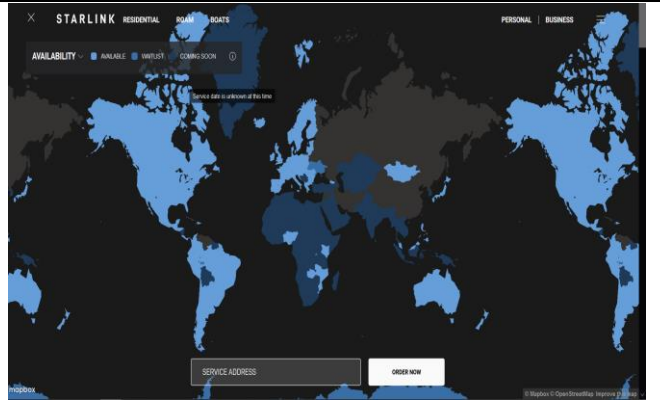 X STARLINK RESIDENTIAL ROAM BOATS PERSONAL | BUSINESS
AVAILABILITY AVAILABLE WAITLIST COMING SOON
Service date is unknown at this time
SERVICE ADDRESS ORDER NOW
mapbox © Mapbox © OpenStreetMap Improve this map